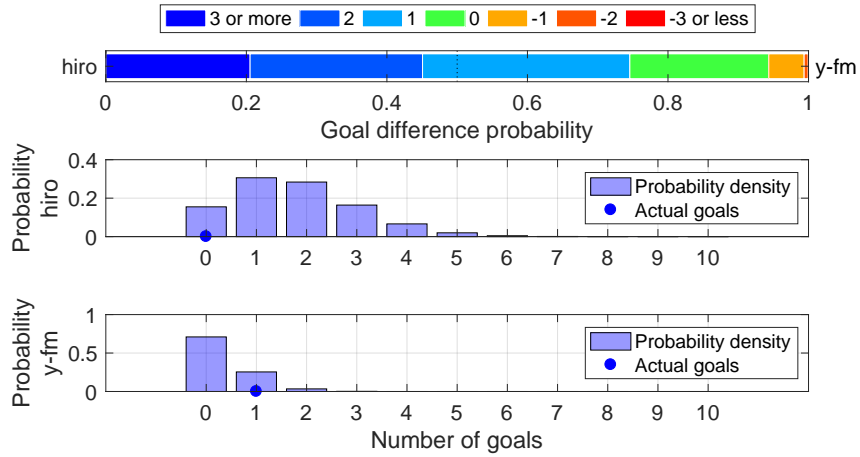 3 or more 2 1 0 -1 -2 -3 or less
hiro y-fm
0 0.2 0.4 0.6 0.8 1
Goal difference probability
Probability
hiro
0.4
0.2
0
Probability density
Actual goals
0 1 2 3 4 5 6 7 8 9 10
Probability
y-fm
1
0.5
0
Probability density
Actual goals
0 1 2 3 4 5 6 7 8 9 10
Number of goals